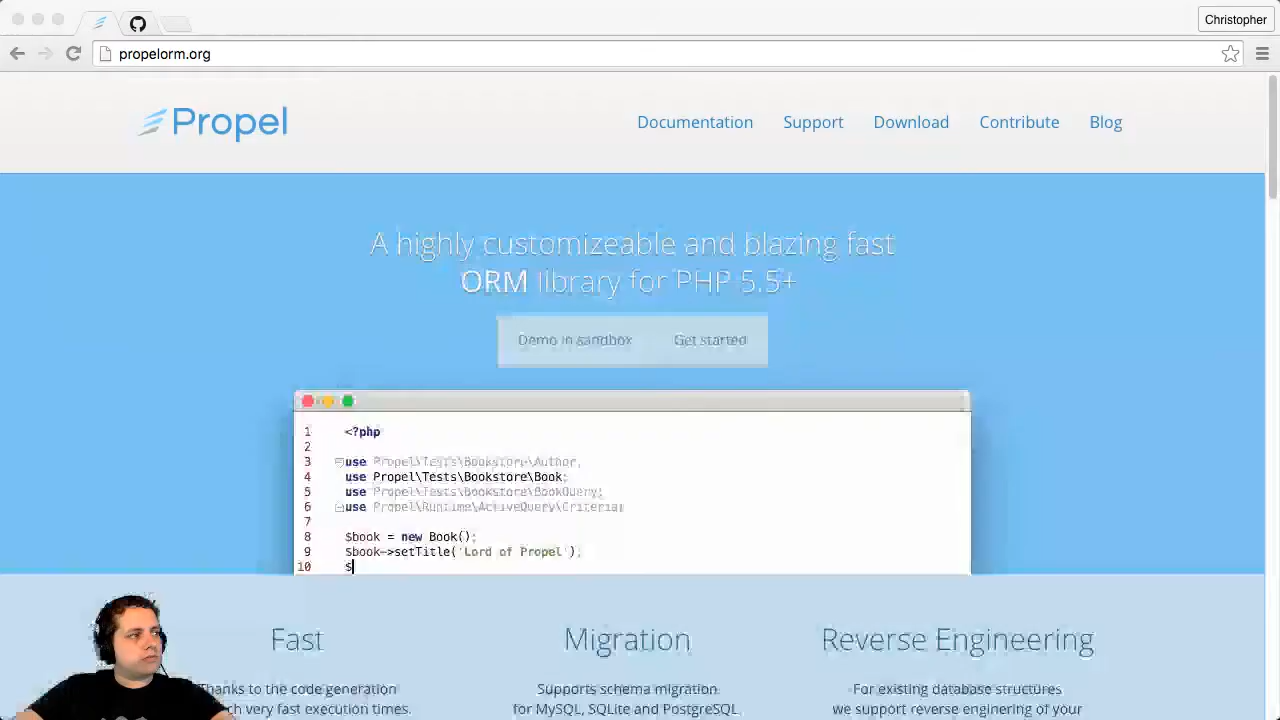 Christopher
propelorm.org
Propel
Documentation Support Download Contribute Blog
A highly customizeable and blazing fast
ORM library for PHP 5.5+
Demo in sandbox Get started
1 <?php
2
3 use Propel\Tests\Bookstore\Author;
4 use Propel\Tests\Bookstore\Book;
5 use Propel\Tests\Bookstore\BookQuery;
6 use Propel\Runtime\ActiveQuery\Criteria;
7
8 $book = new Book();
9 $book->setTitle('Lord of Propel');
10 $
Fast Migration Reverse Engineering
Thanks to the code generation Supports schema migration For existing database structures
very fast execution times. for MySQL, SQLite and PostgreSQL we support reverse enginering of your